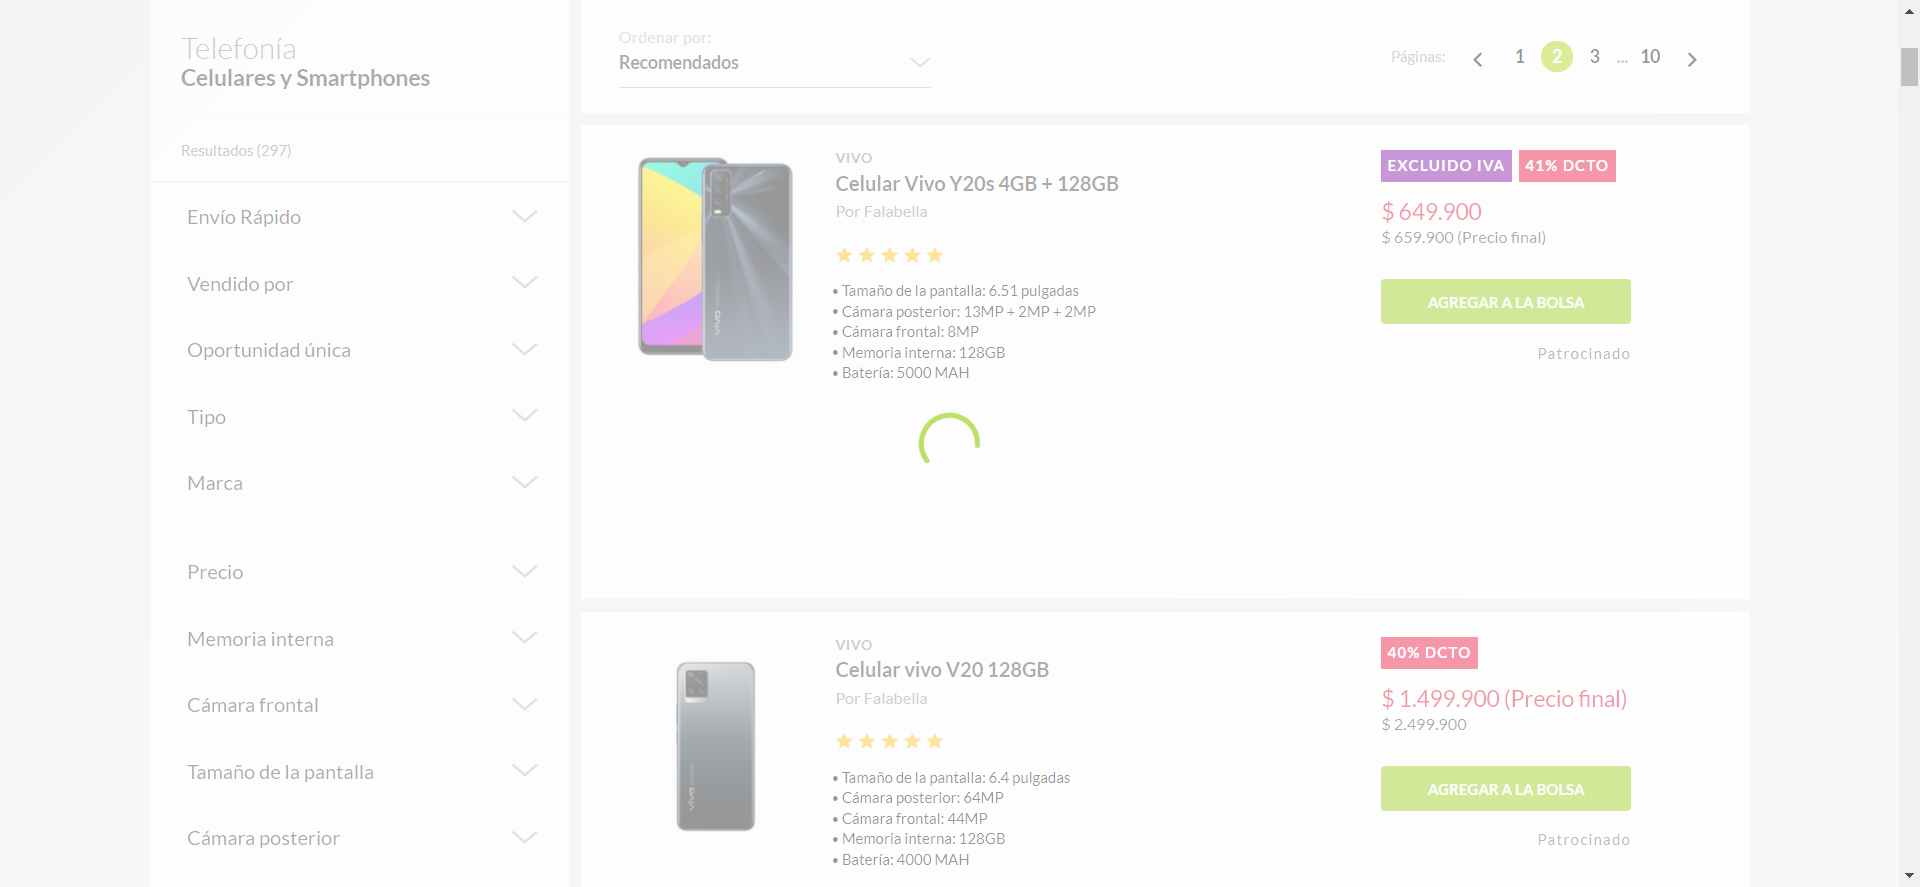 Telefonía
Celulares y Smartphones
Resultados (297)
Envío Rápido
Vendido por
Oportunidad única
Tipo
Marca
Precio
Memoria interna
Cámara frontal
Tamaño de la pantalla
Cámara posterior
Ordenar por:
Recomendados
Páginas: 1 2 3 ... 10
VIVO
Celular Vivo Y20s 4GB + 128GB
Por Falabella
• Tamaño de la pantalla: 6.51 pulgadas
• Cámara posterior: 13MP + 2MP + 2MP
• Cámara frontal: 8MP
• Memoria interna: 128GB
• Batería: 5000 MAH
EXCLUIDO IVA 41% DCTO
$ 649.900
$ 659.900 (Precio final)
AGREGAR A LA BOLSA
Patrocinado
vivo
VIVO
Celular vivo V20 128GB
Por Falabella
• Tamaño de la pantalla: 6.4 pulgadas
• Cámara posterior: 64MP
• Cámara frontal: 44MP
• Memoria interna: 128GB
• Batería: 4000 MAH
40% DCTO
$ 1.499.900 (Precio final)
$ 2.499.900
AGREGAR A LA BOLSA
Patrocinado
vivo